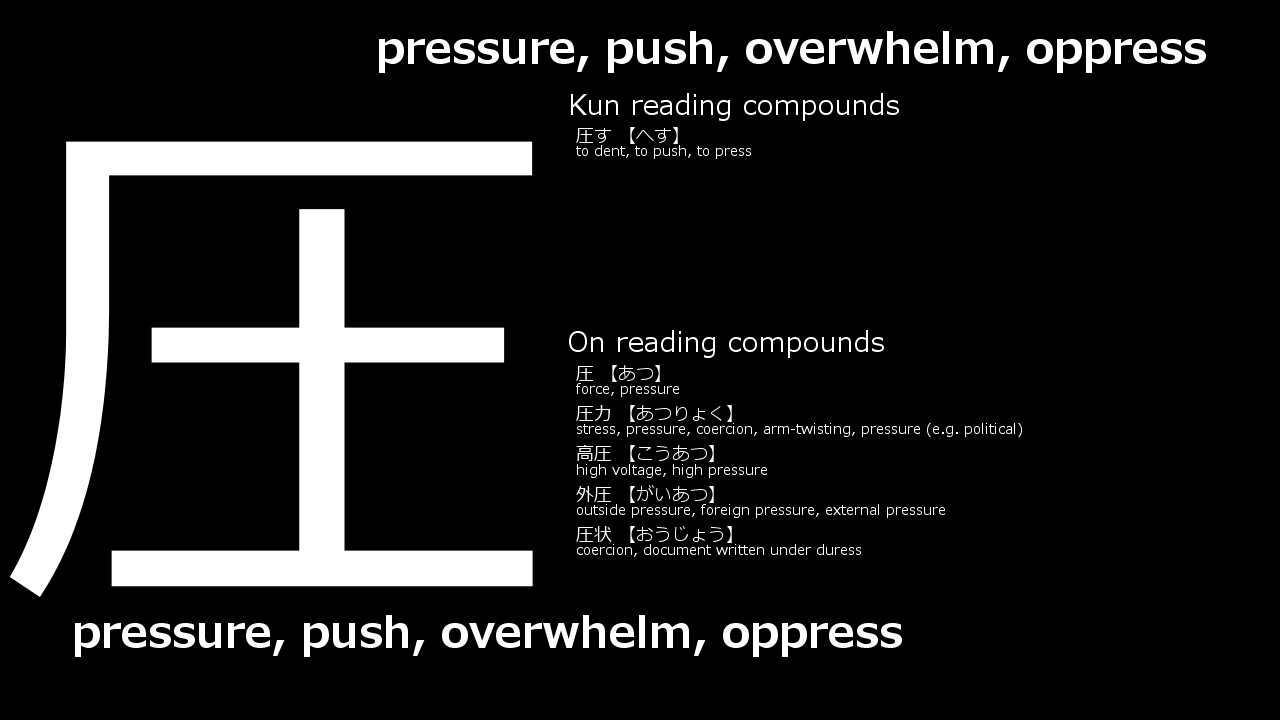 pressure, push, overwhelm, oppress
圧
Kun reading compounds
圧す 【へす】
to dent, to push, to press
On reading compounds
圧 【あつ】
force, pressure
圧力 【あつりょく】
stress, pressure, coercion, arm-twisting, pressure (e.g. political)
高圧 【こうあつ】
high voltage, high pressure
外圧 【がいあつ】
outside pressure, foreign pressure, external pressure
圧状 【おうじょう】
coercion, document written under duress
pressure, push, overwhelm, oppress